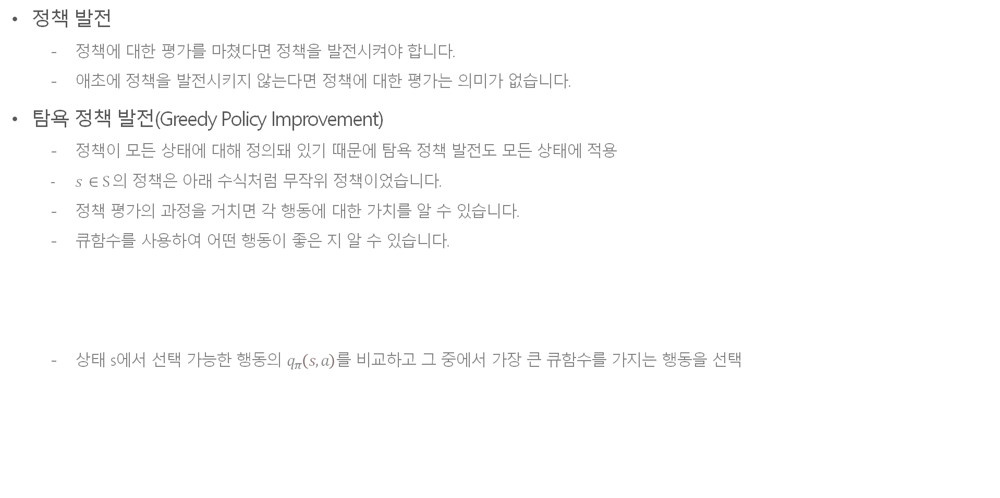 • 정책 발전
- 정책에 대한 평가를 마쳤다면 정책을 발전시켜야 합니다.
- 애초에 정책을 발전시키지 않는다면 정책에 대한 평가는 의미가 없습니다.
• 탐욕 정책 발전(Greedy Policy Improvement)
- 정책이 모든 상태에 대해 정의돼 있기 때문에 탐욕 정책 발전도 모든 상태에 적용
- s ∈ S의 정책은 아래 수식처럼 무작위 정책이었습니다.
- 정책 평가의 과정을 거치면 각 행동에 대한 가치를 알 수 있습니다.
- 큐함수를 사용하여 어떤 행동이 좋은 지 알 수 있습니다.
- 상태 s에서 선택 가능한 행동의 qπ(s, a)를 비교하고 그 중에서 가장 큰 큐함수를 가지는 행동을 선택